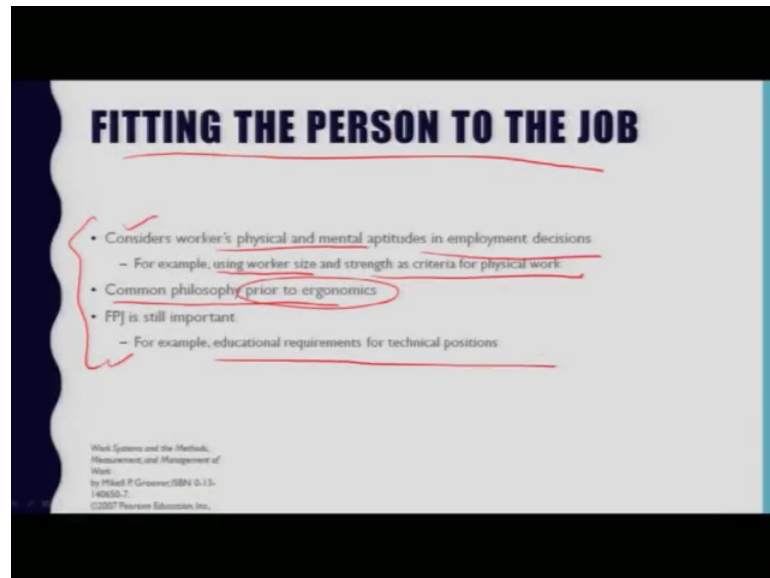 FITTING THE PERSON TO THE JOB
• Considers worker's physical and mental aptitudes in employment decisions
– For example, using worker size and strength as criteria for physical work
• Common philosophy prior to ergonomics
• FPJ is still important
– For example, educational requirements for technical positions
Work Systems and the Methods,
Measurement, and Management of
Work
by Mikell P. Groover, ISBN 0-13-
140650-7.
©2007 Pearson Education, Inc.,